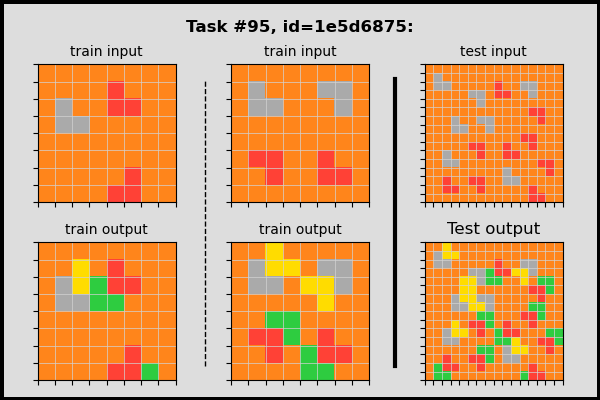 Task #95, id=1e5d6875:
train input
train input
test input
train output
train output
Test output